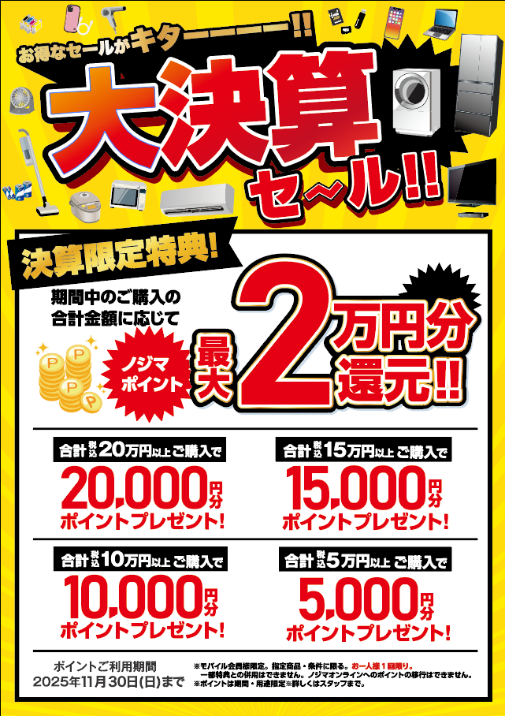 お得なセールがキターーーー!!
大決算
セ〜ル!!
決算限定特典!
期間中のご購入の
合計金額に応じて
ノジマ
ポイント
最大
2万円分
還元!!
合計税込20万円以上ご購入で
20,000円分
ポイントプレゼント!
合計税込15万円以上ご購入で
15,000円分
ポイントプレゼント!
合計税込10万円以上ご購入で
10,000円分
ポイントプレゼント!
合計税込5万円以上ご購入で
5,000円分
ポイントプレゼント!
ポイントご利用期間
2025年11月30日(日)まで
※モバイル会員様限定。指定商品・条件に限る。お一人様1回限り。
一部特典との併用はできません。ノジマオンラインへのポイントの移行はできません。
※ポイントは期間・用途限定※詳しくはスタッフまで。